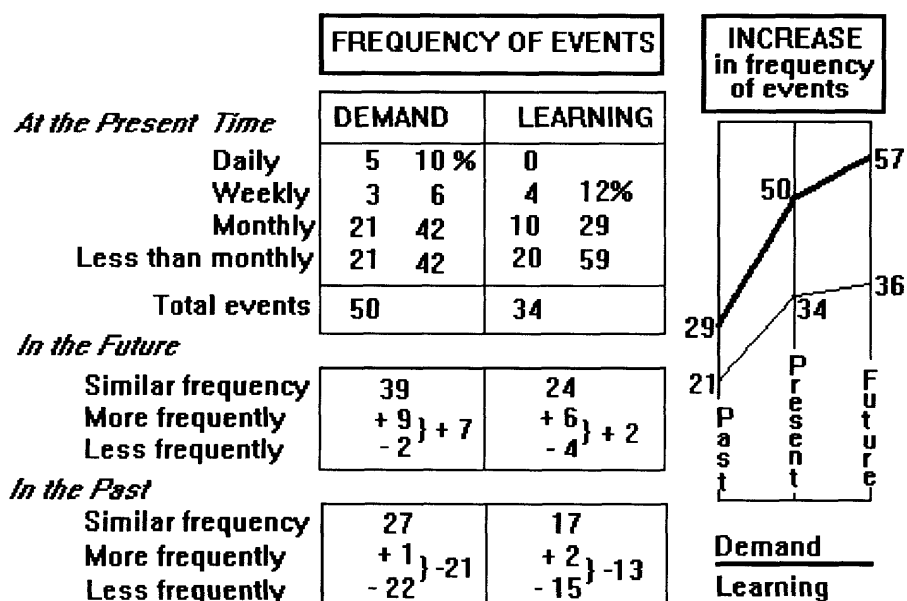 FREQUENCY OF EVENTS
At the Present Time
DEMAND LEARNING
Daily 5 10 % 0
Weekly 3 6 4 12%
Monthly 21 42 10 29
Less than monthly 21 42 20 59
Total events 50 34
In the Future
Similar frequency 39 24
More frequently + 9 } + 7 + 6 } + 2
Less frequently - 2 - 4
In the Past
Similar frequency 27 17
More frequently + 1 } -21 + 2 } -13
Less frequently - 22 - 15
INCREASE
in frequency
of events
57
50
36
34
29
21
Past
Present
Future
Demand
Learning